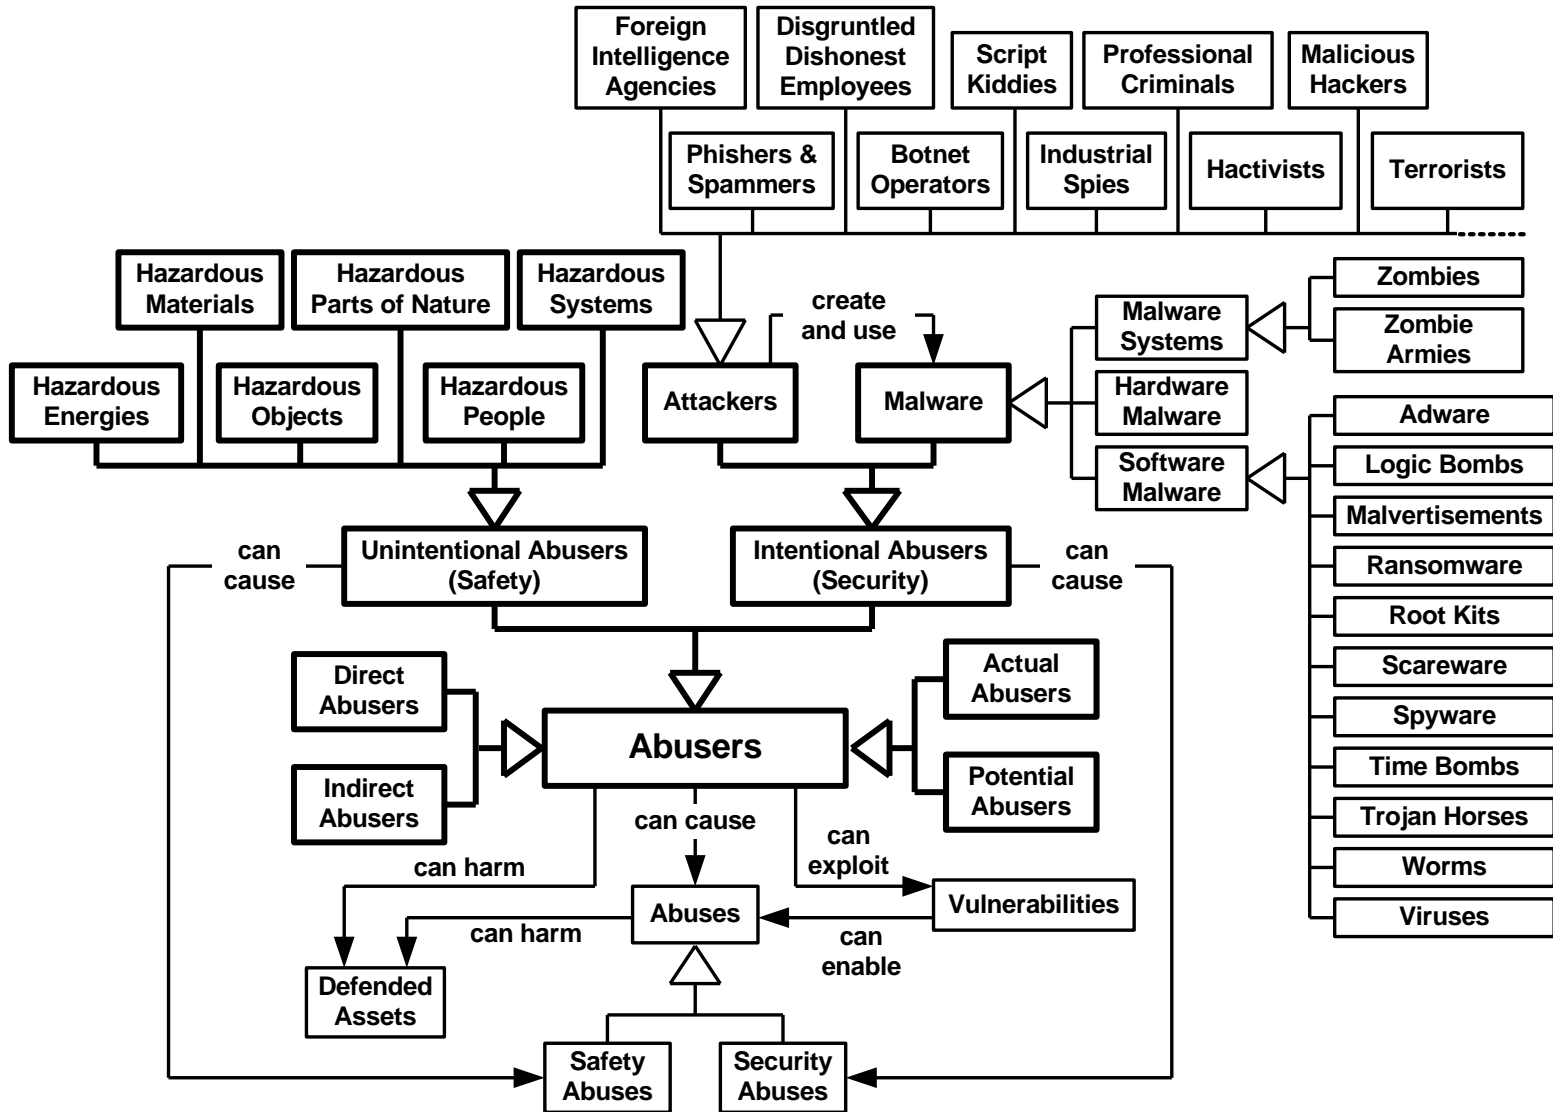 Foreign
Intelligence
Agencies
Disgruntled
Dishonest
Employees
Script
Kiddies
Professional
Criminals
Malicious
Hackers
Phishers &
Spammers
Botnet
Operators
Industrial
Spies
Hactivists
Terrorists
Hazardous
Materials
Hazardous
Parts of Nature
Hazardous
Systems
Hazardous
Energies
Hazardous
Objects
Hazardous
People
create
and use
Attackers
Malware
Malware
Systems
Hardware
Malware
Software
Malware
Zombies
Zombie
Armies
Adware
Logic Bombs
Malvertisements
Ransomware
Root Kits
Scareware
Spyware
Time Bombs
Trojan Horses
Worms
Viruses
can
cause
Unintentional Abusers
(Safety)
Intentional Abusers
(Security)
can
cause
Direct
Abusers
Indirect
Abusers
Abusers
Actual
Abusers
Potential
Abusers
can harm
can cause
can
exploit
Abuses
Vulnerabilities
can harm
can
enable
Defended
Assets
Safety
Abuses
Security
Abuses